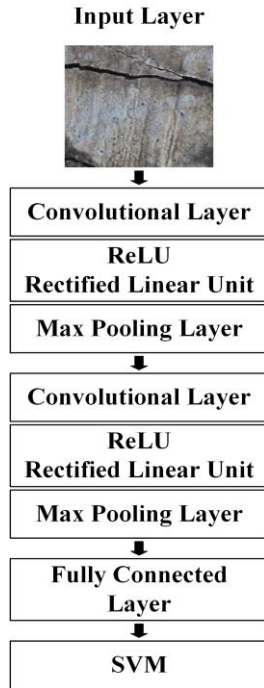 Input Layer
Convolutional Layer
ReLU
Rectified Linear Unit
Max Pooling Layer
Convolutional Layer
ReLU
Rectified Linear Unit
Max Pooling Layer
Fully Connected
Layer
SVM